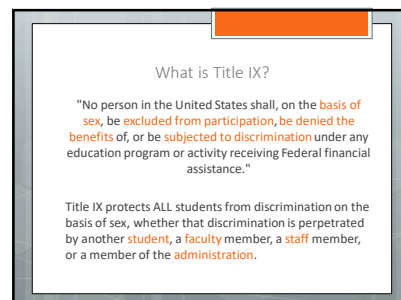 What is Title IX?
"No person in the United States shall, on the basis of
sex, be excluded from participation, be denied the
benefits of, or be subjected to discrimination under any
education program or activity receiving Federal financial
assistance."
Title IX protects ALL students from discrimination on the
basis of sex, whether that discrimination is perpetrated
by another student, a faculty member, a staff member,
or a member of the administration.